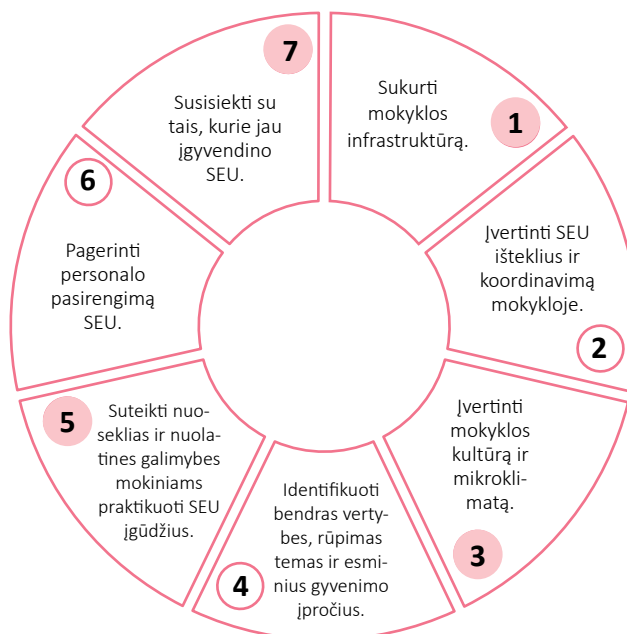 1
Sukurti
mokyklos
infrastruktūrą.
2
Įvertinti SEU
išteklius ir
koordinavimą
mokykloje.
3
Įvertinti
mokyklos
kultūrą ir
mikrokli-
matą.
4
Identifikuoti
bendras verty-
bes, rūpimas
temas ir esmi-
nius gyvenimo
įpročius.
5
Suteikti nuo-
seklias ir nuola-
tines galimybes
mokiniams
praktikuoti SEU
įgūdžius.
6
Pagerinti
personalo
pasirengimą
SEU.
7
Susisiekti su
tais, kurie jau
įgyvendino
SEU.